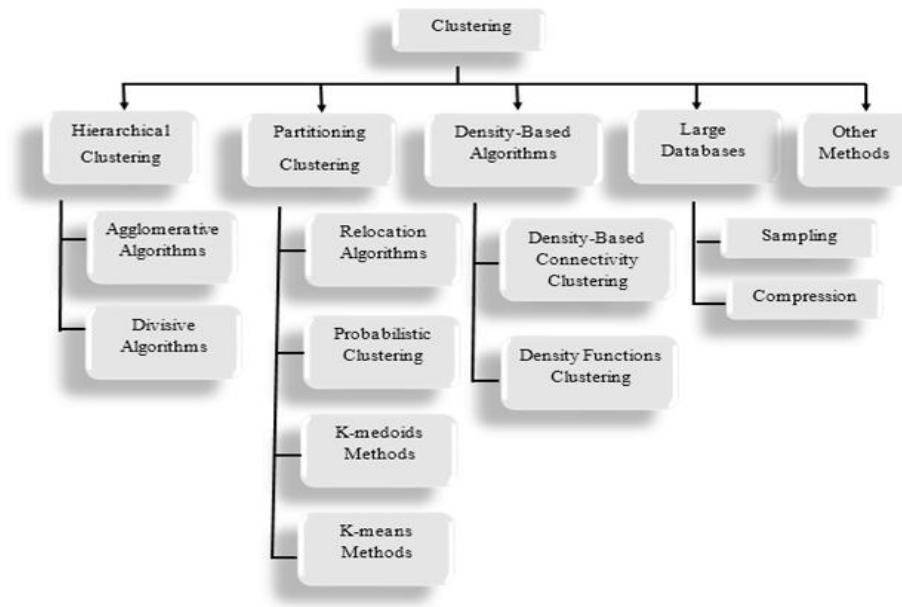 Clustering
Hierarchical
Clustering
Partitioning
Clustering
Density-Based
Algorithms
Large
Databases
Other
Methods
Agglomerative
Algorithms
Divisive
Algorithms
Relocation
Algorithms
Probabilistic
Clustering
K-medoids
Methods
K-means
Methods
Density-Based
Connectivity
Clustering
Density Functions
Clustering
Sampling
Compression